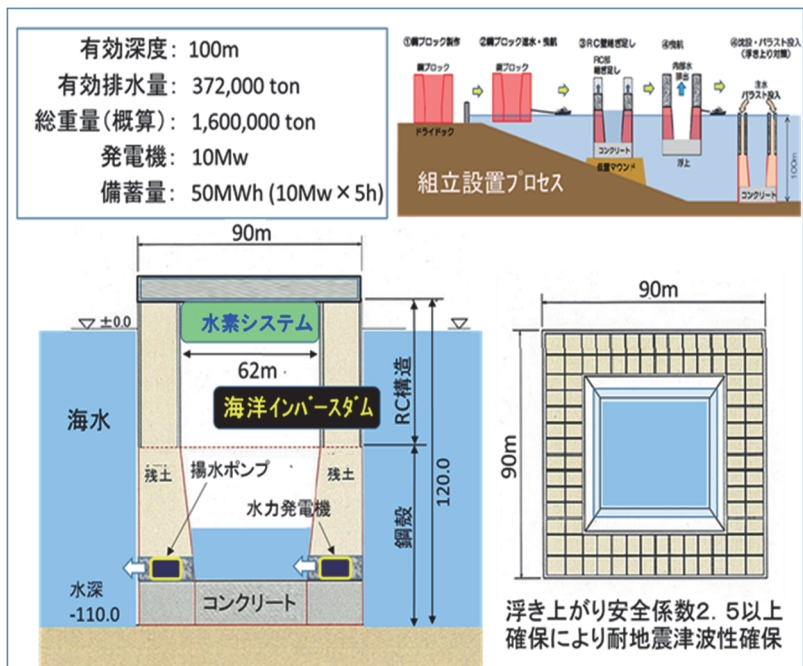 有効深度: 100m
有効排水量: 372,000 ton
総重量(概算): 1,600,000 ton
発電機: 10Mw
備蓄量: 50MWh (10Mw×5h)
①鋼ブロック製作
②鋼ブロック進水・曳航
③RC壁継ぎ足し
④曳航
④沈設・バラスト投入
(浮き上り対策)
鋼ブロック
鋼ブロック
RC部
継ぎ足し
内部水
排出
注水
バラスト投入
ドライドック
コンクリート
仮置マウンド
浮上
コンクリート
100m
組立設置プロセス
90m
±0.0
水素システム
62m
海洋インバースダム
RC構造
海水
残土
揚水ポンプ
残土
水力発電機
鋼殻
120.0
水深
-110.0
コンクリート
90m
90m
浮き上がり安全係数2.5以上
確保により耐地震津波性確保